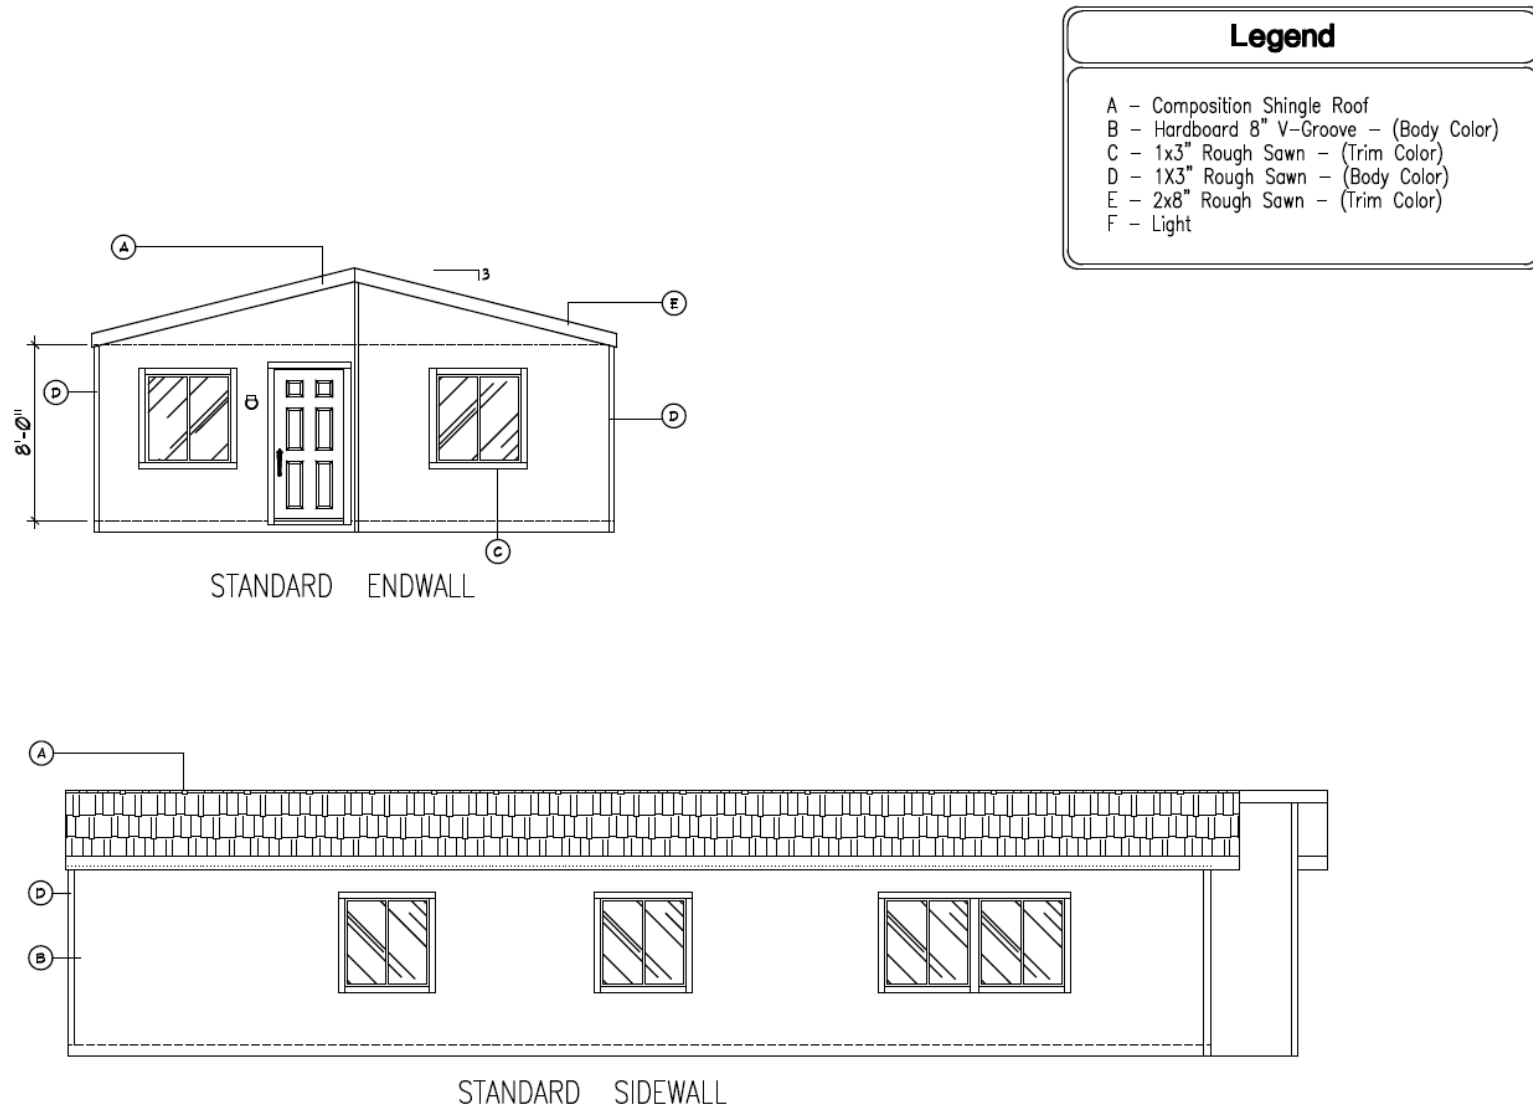 Legend
A - Composition Shingle Roof
B - Hardboard 8" V-Groove - (Body Color)
C - 1x3" Rough Sawn - (Trim Color)
D - 1X3" Rough Sawn - (Body Color)
E - 2x8" Rough Sawn - (Trim Color)
F - Light
A
3
E
D
D
8'-0"
C
STANDARD ENDWALL
A
D
B
STANDARD SIDEWALL